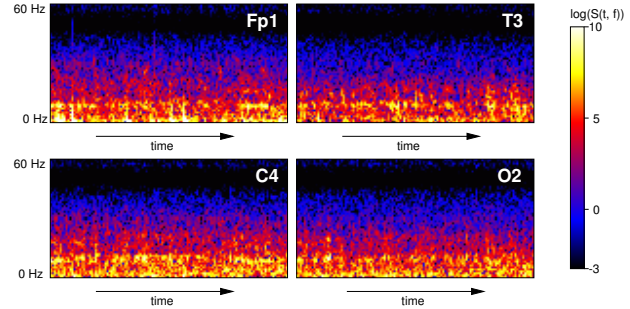 log(S(t, f))
60 Hz
Fp1
T3
10
5
0 Hz
time
time
60 Hz
C4
O2
0
0 Hz
-3
time
time